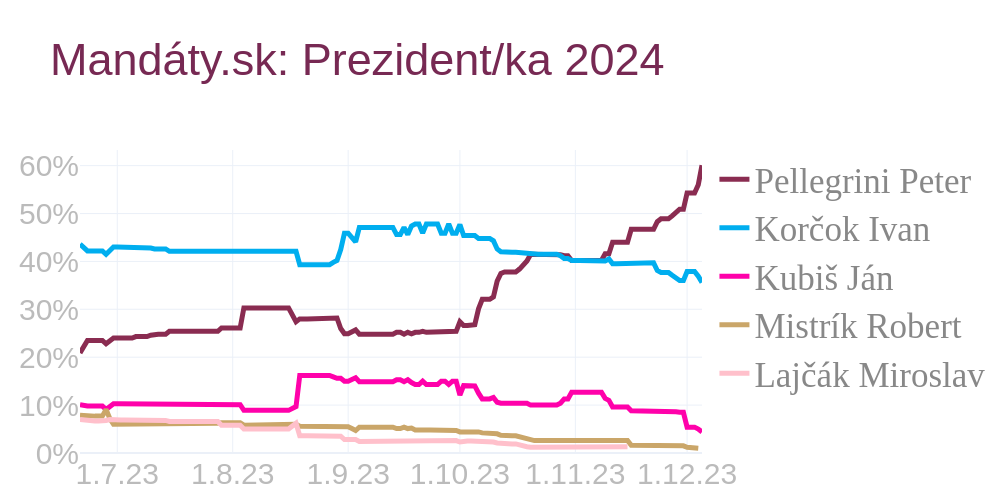 Mandáty.sk: Prezident/ka 2024
60%
50%
40%
30%
20%
10%
0%
1.7.23 1.8.23 1.9.23 1.10.23 1.11.23 1.12.23
Pellegrini Peter
Korčok Ivan
Kubiš Ján
Mistrík Robert
Lajčák Miroslav